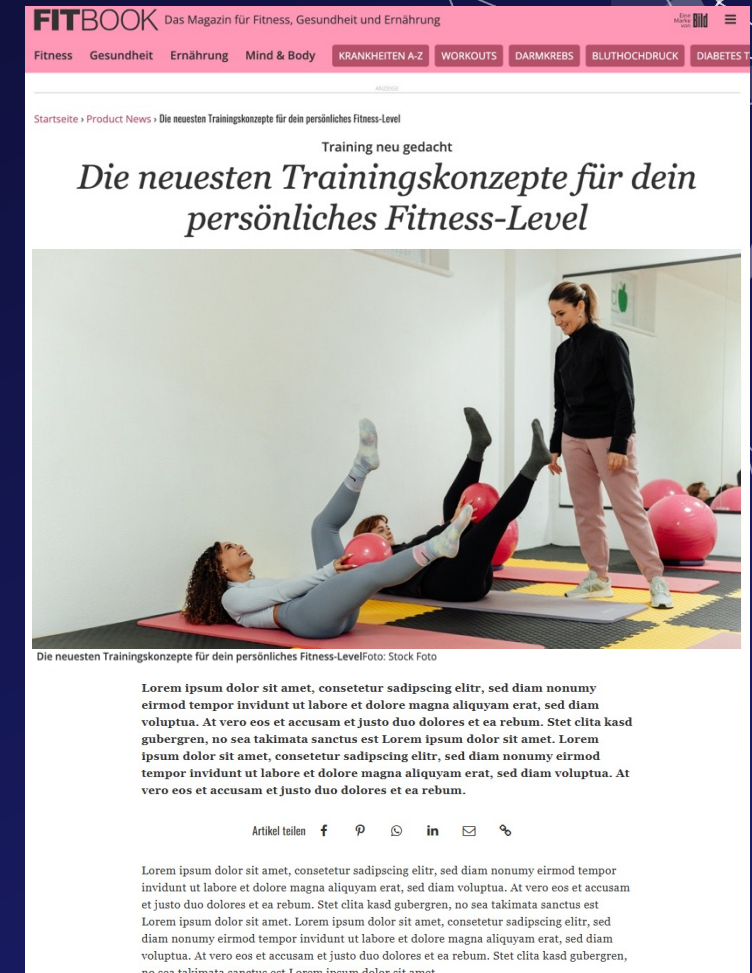 FITBOOK Das Magazin für Fitness, Gesundheit und Ernährung
Eine Marke von Bild
Fitness Gesundheit Ernährung Mind & Body KRANKHEITEN A-Z WORKOUTS DARMKREBS BLUTHOCHDRUCK DIABETES T
ANZEIGE
Startseite › Product News › Die neuesten Trainingskonzepte für dein persönliches Fitness-Level
Training neu gedacht
Die neuesten Trainingskonzepte für dein
persönliches Fitness-Level
Die neuesten Trainingskonzepte für dein persönliches Fitness-LevelFoto: Stock Foto
Lorem ipsum dolor sit amet, consetetur sadipscing elitr, sed diam nonumy
eirmod tempor invidunt ut labore et dolore magna aliquyam erat, sed diam
voluptua. At vero eos et accusam et justo duo dolores et ea rebum. Stet clita kasd
gubergren, no sea takimata sanctus est Lorem ipsum dolor sit amet. Lorem
ipsum dolor sit amet, consetetur sadipscing elitr, sed diam nonumy eirmod
tempor invidunt ut labore et dolore magna aliquyam erat, sed diam voluptua. At
vero eos et accusam et justo duo dolores et ea rebum.
Artikel teilen
Lorem ipsum dolor sit amet, consetetur sadipscing elitr, sed diam nonumy eirmod tempor
invidunt ut labore et dolore magna aliquyam erat, sed diam voluptua. At vero eos et accusam
et justo duo dolores et ea rebum. Stet clita kasd gubergren, no sea takimata sanctus est
Lorem ipsum dolor sit amet. Lorem ipsum dolor sit amet, consetetur sadipscing elitr, sed
diam nonumy eirmod tempor invidunt ut labore et dolore magna aliquyam erat, sed diam
voluptua. At vero eos et accusam et justo duo dolores et ea rebum. Stet clita kasd gubergren,
no sea takimata sanctus est Lorem ipsum dolor sit amet.